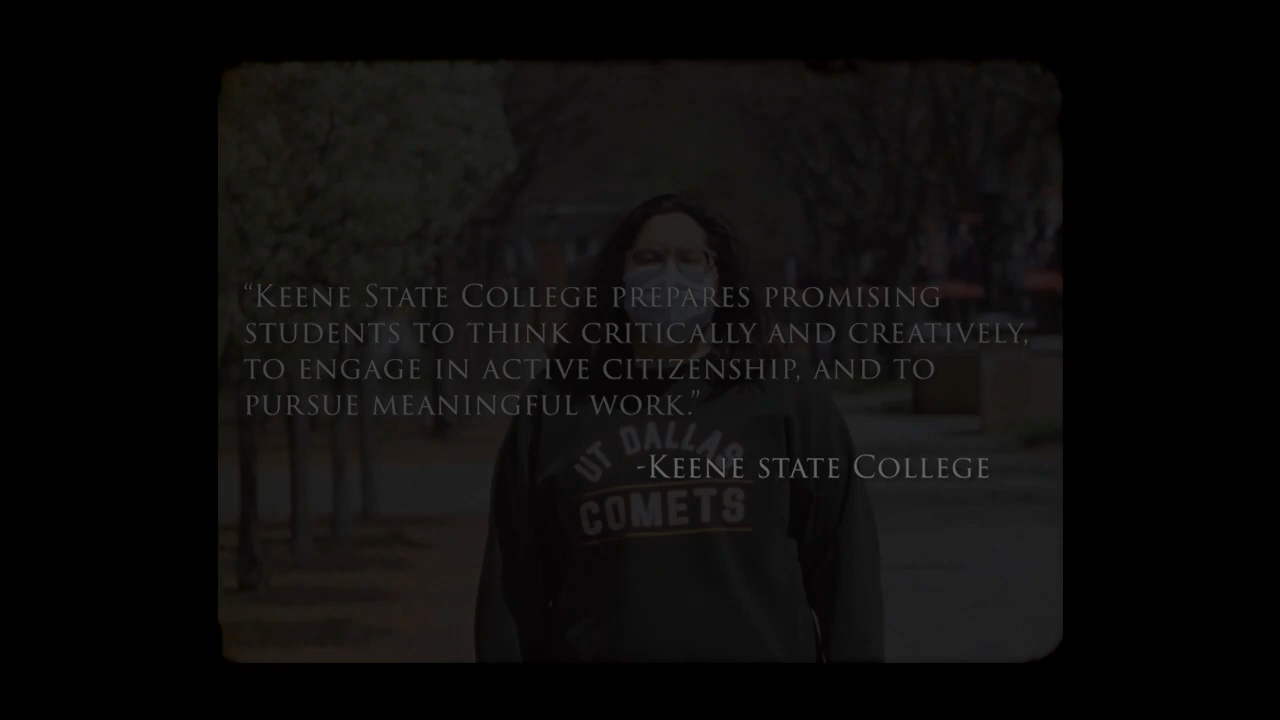 “Keene State College prepares promising
students to think critically and creatively,
to engage in active citizenship, and to
pursue meaningful work.”
UT DALLAS
-Keene state College
COMETS